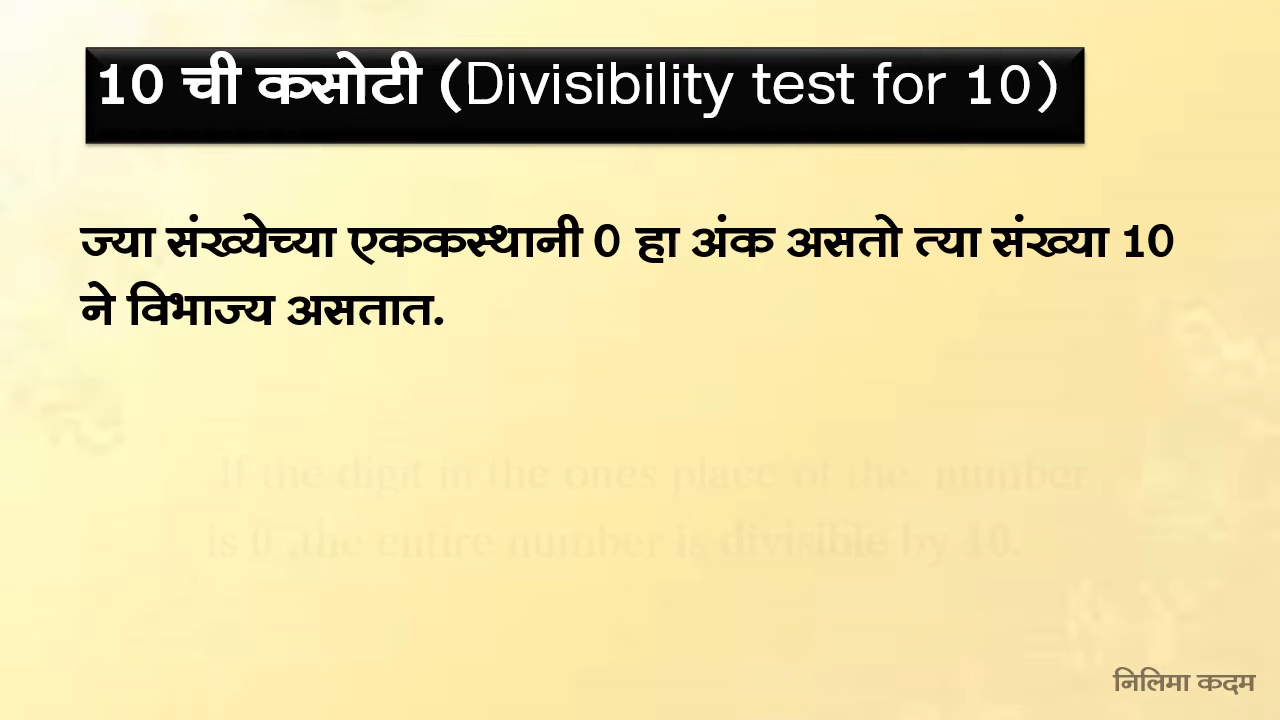 10 ची कसोटी (Divisibility test for 10)
ज्या संख्येच्या एककस्थानी 0 हा अंक असतो त्या संख्या 10
ने विभाज्य असतात.
If the digit in the ones place of the number
is 0 ,the entire number is divisible by 10.
निलिमा कदम